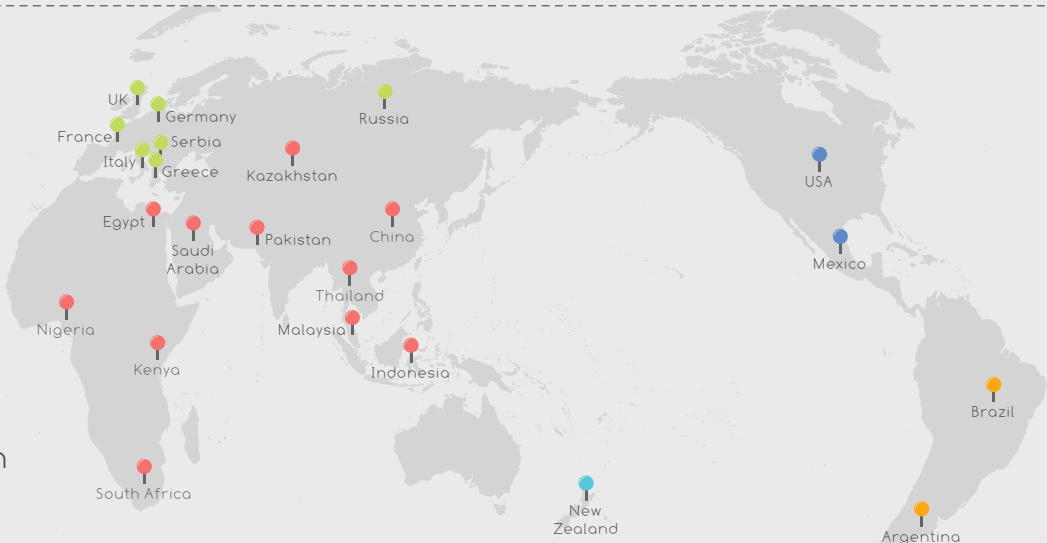 UK
Germany
Russia
France
Serbia
Italy
Greece
Kazakhstan
USA
Egypt
China
Pakistan
Saudi
Arabia
Mexico
Thailand
Nigeria
Malaysia
Kenya
Indonesia
Brazil
South Africa
New
Zealand
Argentina